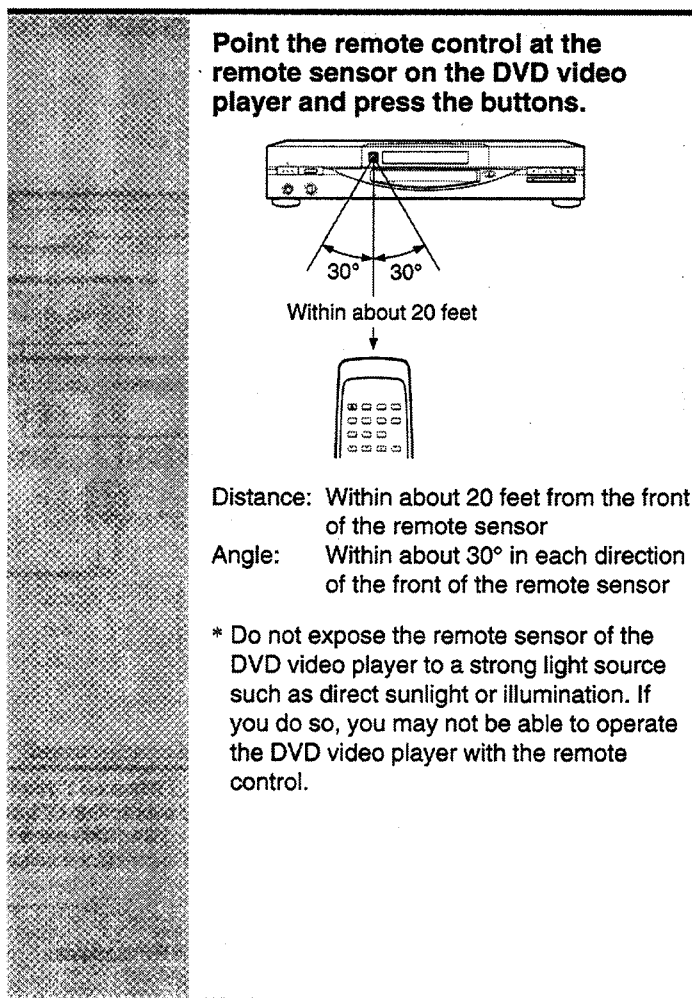 Point the remote control at the
remote sensor on the DVD video
player and press the buttons.
30° 30°
Within about 20 feet
Distance: Within about 20 feet from the front
of the remote sensor
Angle: Within about 30° in each direction
of the front of the remote sensor
* Do not expose the remote sensor of the
DVD video player to a strong light source
such as direct sunlight or illumination. If
you do so, you may not be able to operate
the DVD video player with the remote
control.